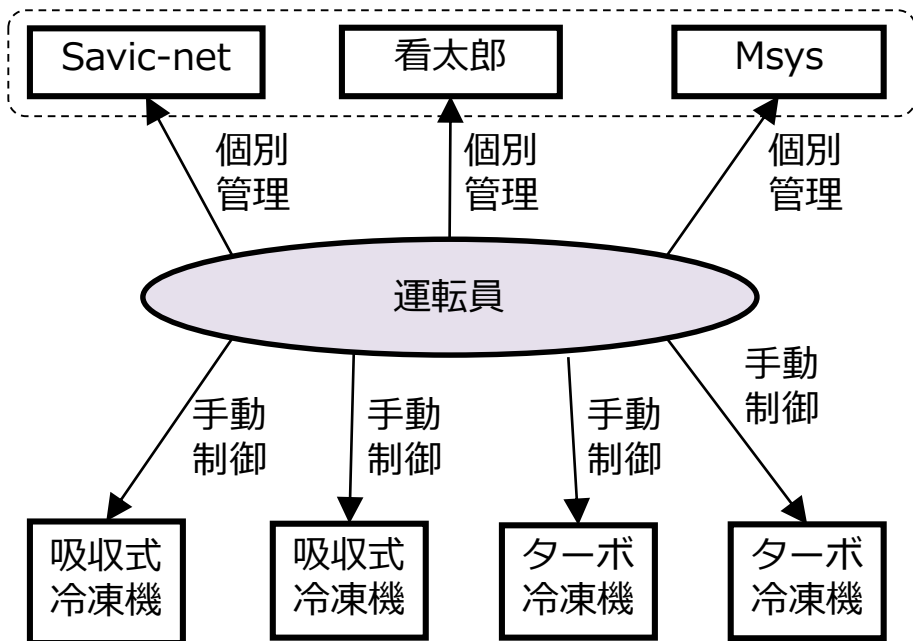 Savic-net
看太郎
Msys
個別
管理
個別
管理
個別
管理
運転員
手動
制御
手動
制御
手動
制御
手動
制御
吸収式
冷凍機
吸収式
冷凍機
ターボ
冷凍機
ターボ
冷凍機